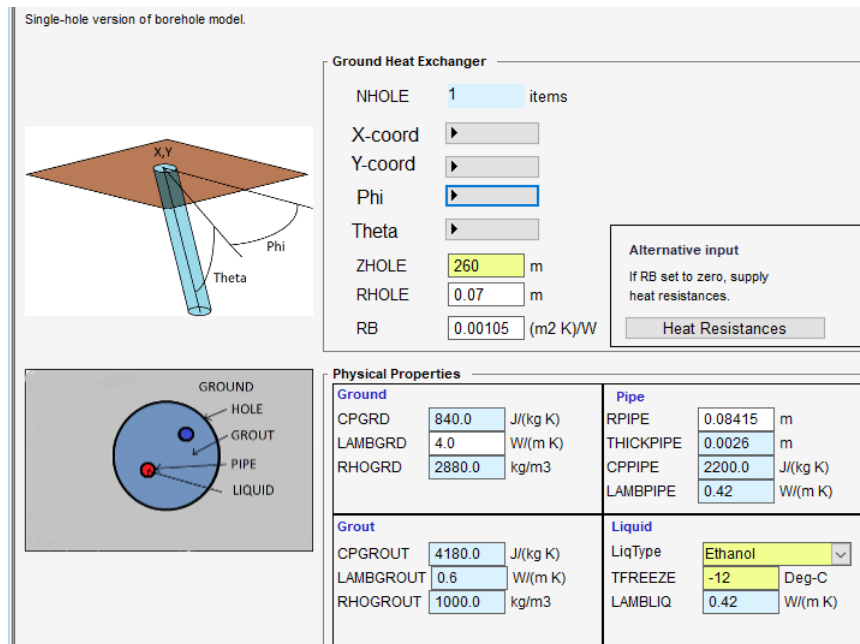 Single-hole version of borehole model.
Ground Heat Exchanger
NHOLE 1 items
X-coord
Y-coord
Phi
Theta
ZHOLE 260 m
RHOLE 0.07 m
RB 0.00105 (m2 K)/W
Alternative input
If RB set to zero, supply
heat resistances.
Heat Resistances
X,Y
Phi
Theta
GROUND
HOLE
GROUT
PIPE
LIQUID
Physical Properties
Ground
CPGRD 840.0 J/(kg K)
LAMBGRD 4.0 W/(m K)
RHOGRD 2880.0 kg/m3
Pipe
RPIPE 0.08415 m
THICKPIPE 0.0026 m
CPPIPE 2200.0 J/(kg K)
LAMBPIPE 0.42 W/(m K)
Grout
CPGROUT 4180.0 J/(kg K)
LAMBGROUT 0.6 W/(m K)
RHOGROUT 1000.0 kg/m3
Liquid
LiqType Ethanol
TFREEZE -12 Deg-C
LAMBLIQ 0.42 W/(m K)